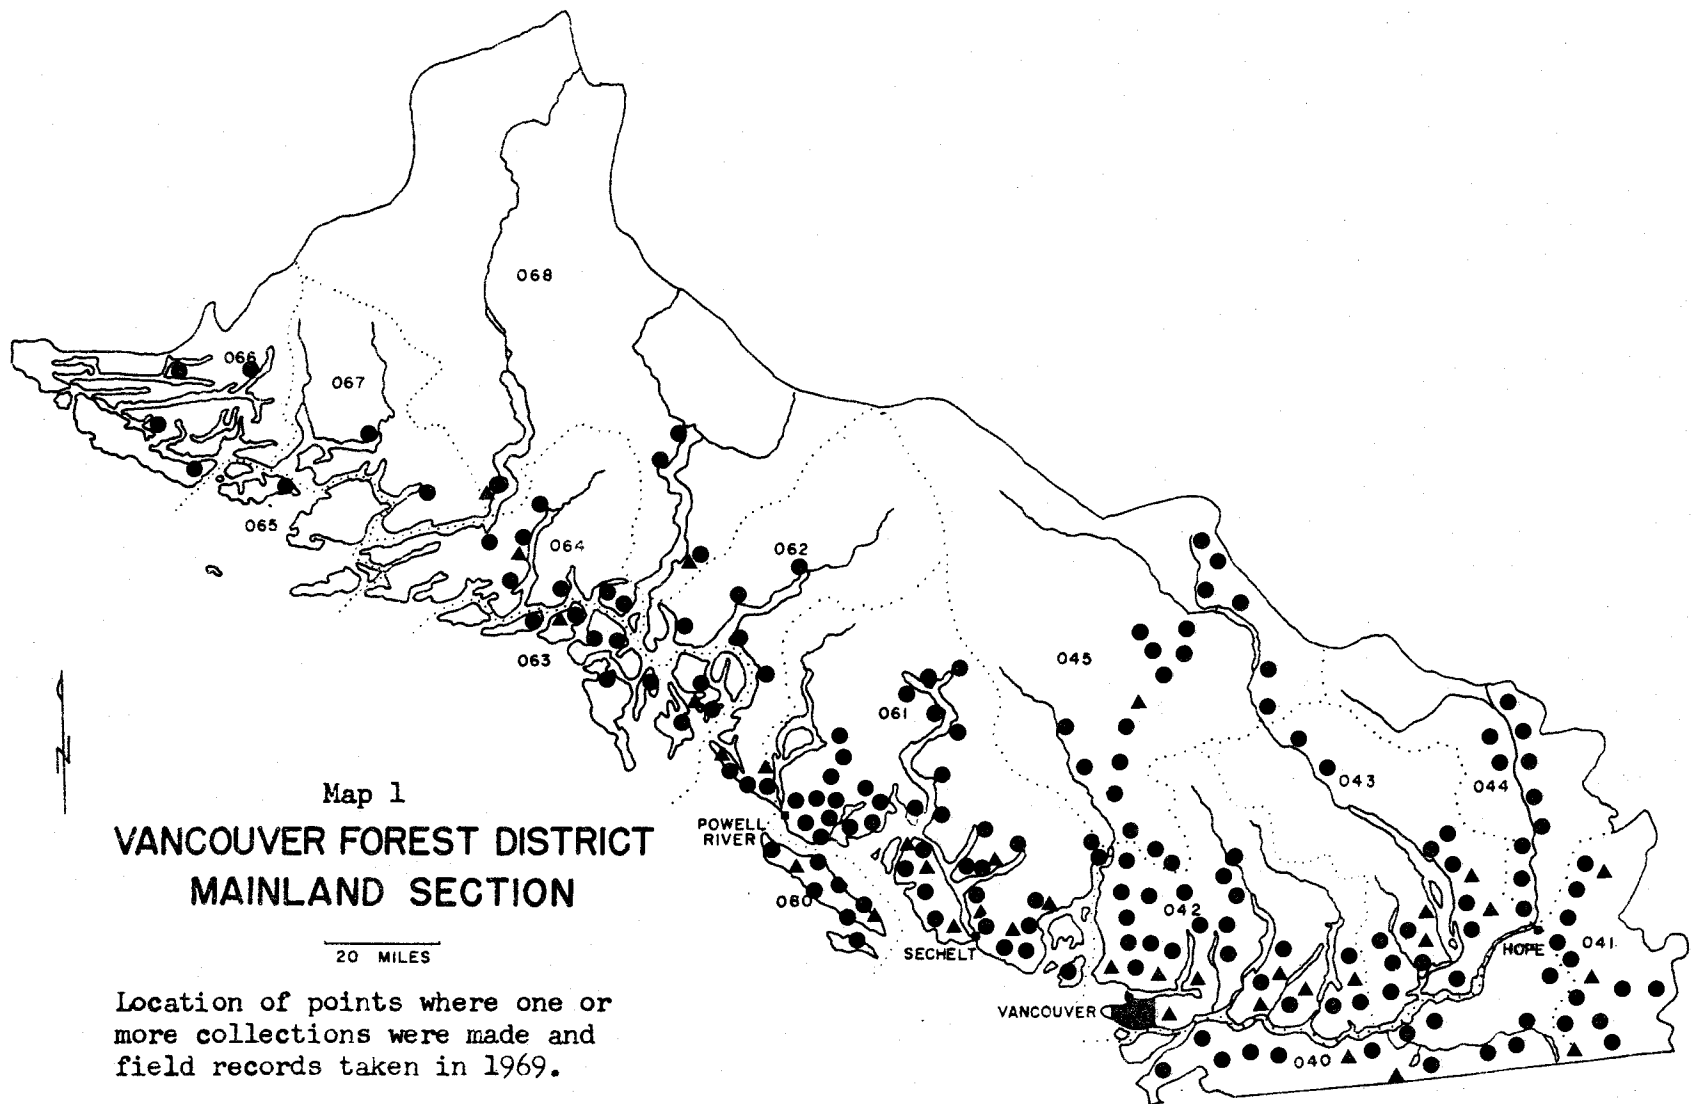 068
066
067
065
064
062
063
045
061
043
044
Map 1
VANCOUVER FOREST DISTRICT
MAINLAND SECTION
20 MILES
Location of points where one or
more collections were made and
field records taken in 1969.
POWELL
RIVER
080
042
SECHELT
HOPE
041
VANCOUVER
040
N